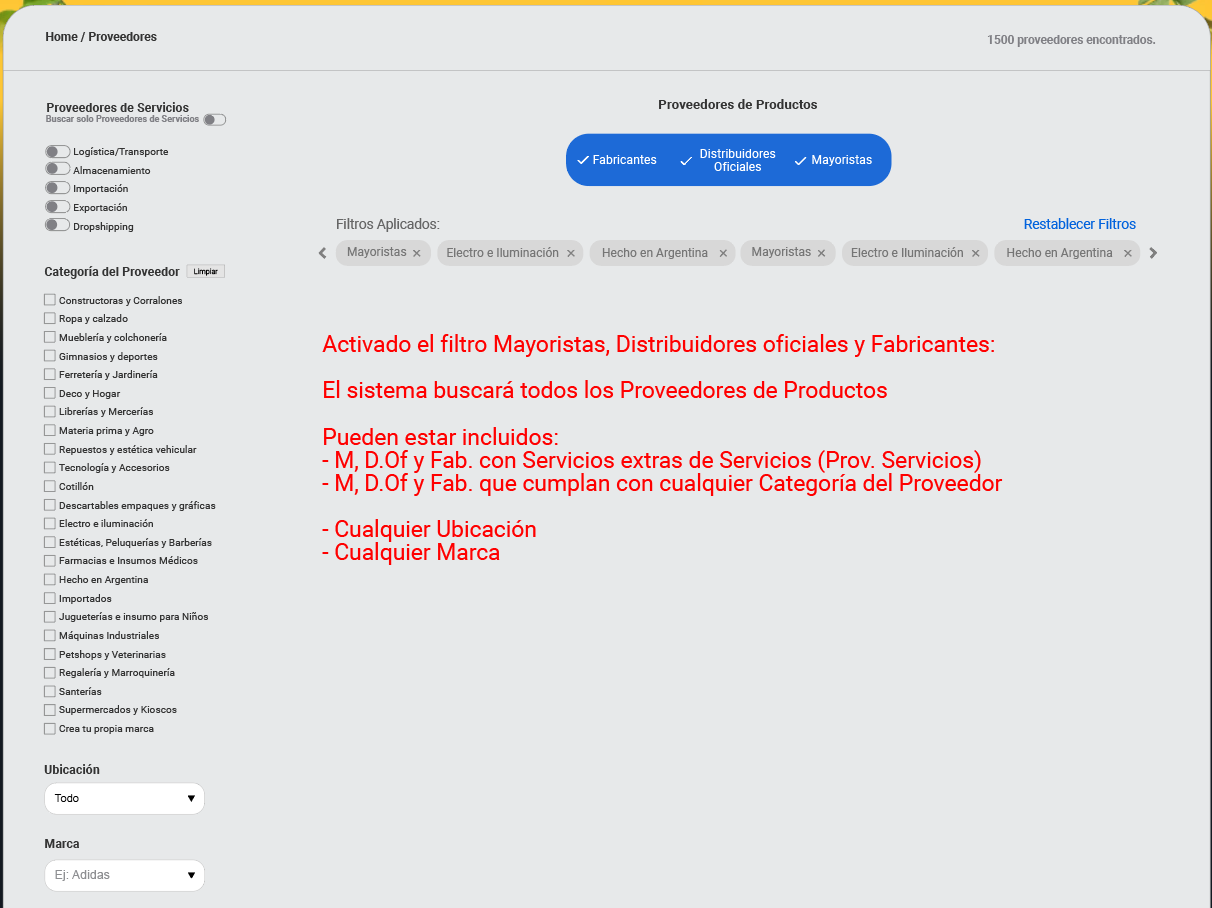 Home / Proveedores
1500 proveedores encontrados.
Proveedores de Servicios
Buscar solo Proveedores de Servicios
Logística/Transporte
Almacenamiento
Importación
Exportación
Dropshipping
Categoría del Proveedor Limpiar
Constructoras y Corralones
Ropa y calzado
Mueblería y colchonería
Gimnasios y deportes
Ferretería y Jardinería
Deco y Hogar
Librerías y Mercerías
Materia prima y Agro
Repuestos y estética vehicular
Tecnología y Accesorios
Cotillón
Descartables empaques y gráficas
Electro e iluminación
Estéticas, Peluquerías y Barberías
Farmacias e Insumos Médicos
Hecho en Argentina
Importados
Jugueterías e insumo para Niños
Máquinas Industriales
Petshops y Veterinarias
Regalería y Marroquinería
Santerías
Supermercados y Kioscos
Crea tu propia marca
Ubicación
Todo
Marca
Ej: Adidas
Proveedores de Productos
Fabricantes
Distribuidores
Oficiales
Mayoristas
Filtros Aplicados:
Restablecer Filtros
Mayoristas × Electro e Iluminación × Hecho en Argentina × Mayoristas × Electro e Iluminación × Hecho en Argentina ×
Activado el filtro Mayoristas, Distribuidores oficiales y Fabricantes:
El sistema buscará todos los Proveedores de Productos
Pueden estar incluidos:
- M, D.Of y Fab. con Servicios extras de Servicios (Prov. Servicios)
- M, D.Of y Fab. que cumplan con cualquier Categoría del Proveedor
- Cualquier Ubicación
- Cualquier Marca